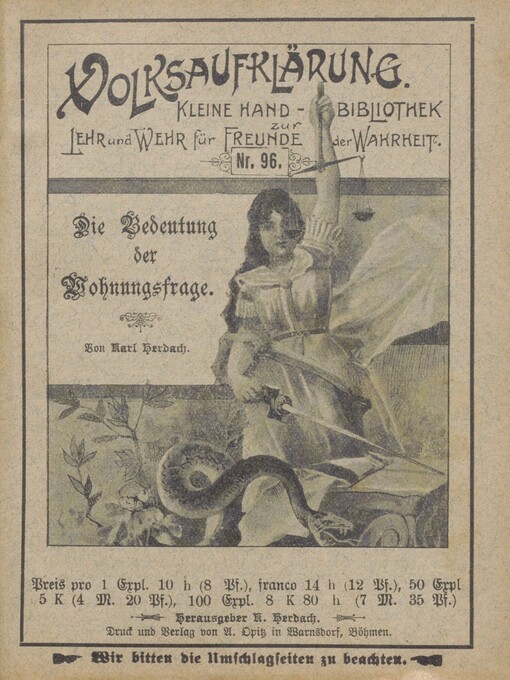 VOLKSAUFKLÄRUNG.
KLEINE HAND-BIBLIOTHEK
zur
LEHR und WEHR für FREUNDE der WAHRHEIT.
Nr. 96.
Die Bedeutung
der
Wohnungsfrage.
Von Karl Herdach.
Preis pro 1 Expl. 10 h (8 Pf.), franco 14 h (12 Pf.), 50 Expl
5 K (4 M. 20 Pf.), 100 Expl. 8 K 80 h (7 M. 35 Pf.)
Herausgeber K. Herdach.
Druck und Verlag von A. Opitz in Warnsdorf, Böhmen.
Wir bitten die Umschlagseiten zu beachten.